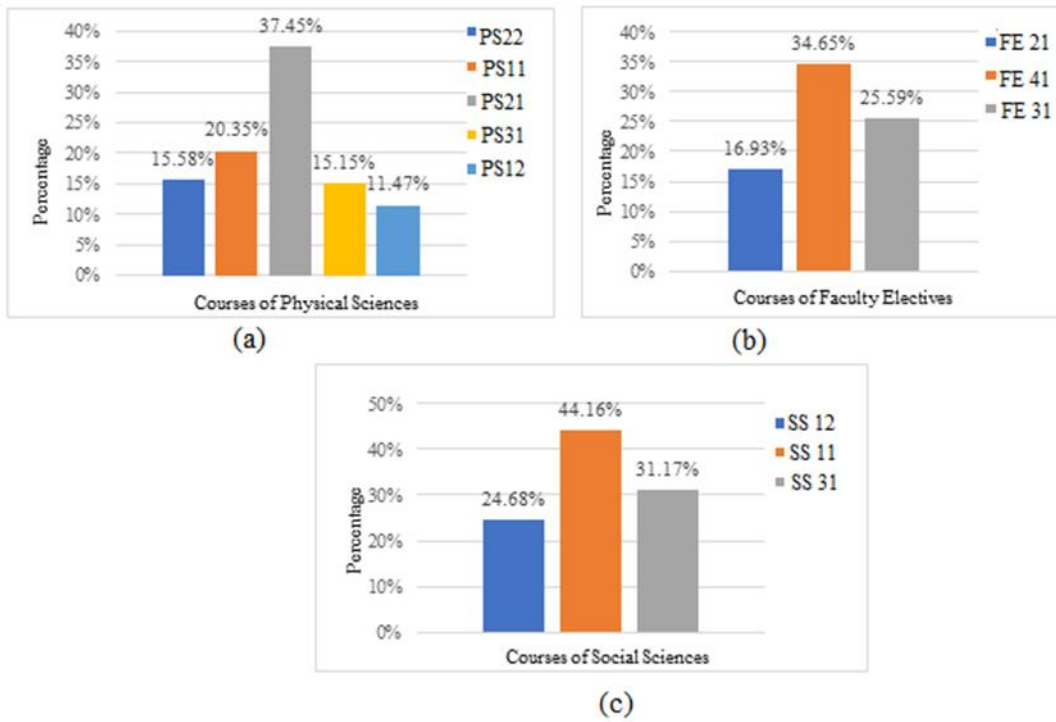 40%
35%
30%
25%
20%
15%
10%
5%
0%
Percentage
15.58%
20.35%
37.45%
15.15%
11.47%
PS22
PS11
PS21
PS31
PS12
Courses of Physical Sciences
(a)
40%
35%
30%
25%
20%
15%
10%
5%
0%
Percentage
16.93%
34.65%
25.59%
FE 21
FE 41
FE 31
Courses of Faculty Electives
(b)
50%
40%
30%
20%
10%
0%
Percentage
24.68%
44.16%
31.17%
SS 12
SS 11
SS 31
Courses of Social Sciences
(c)